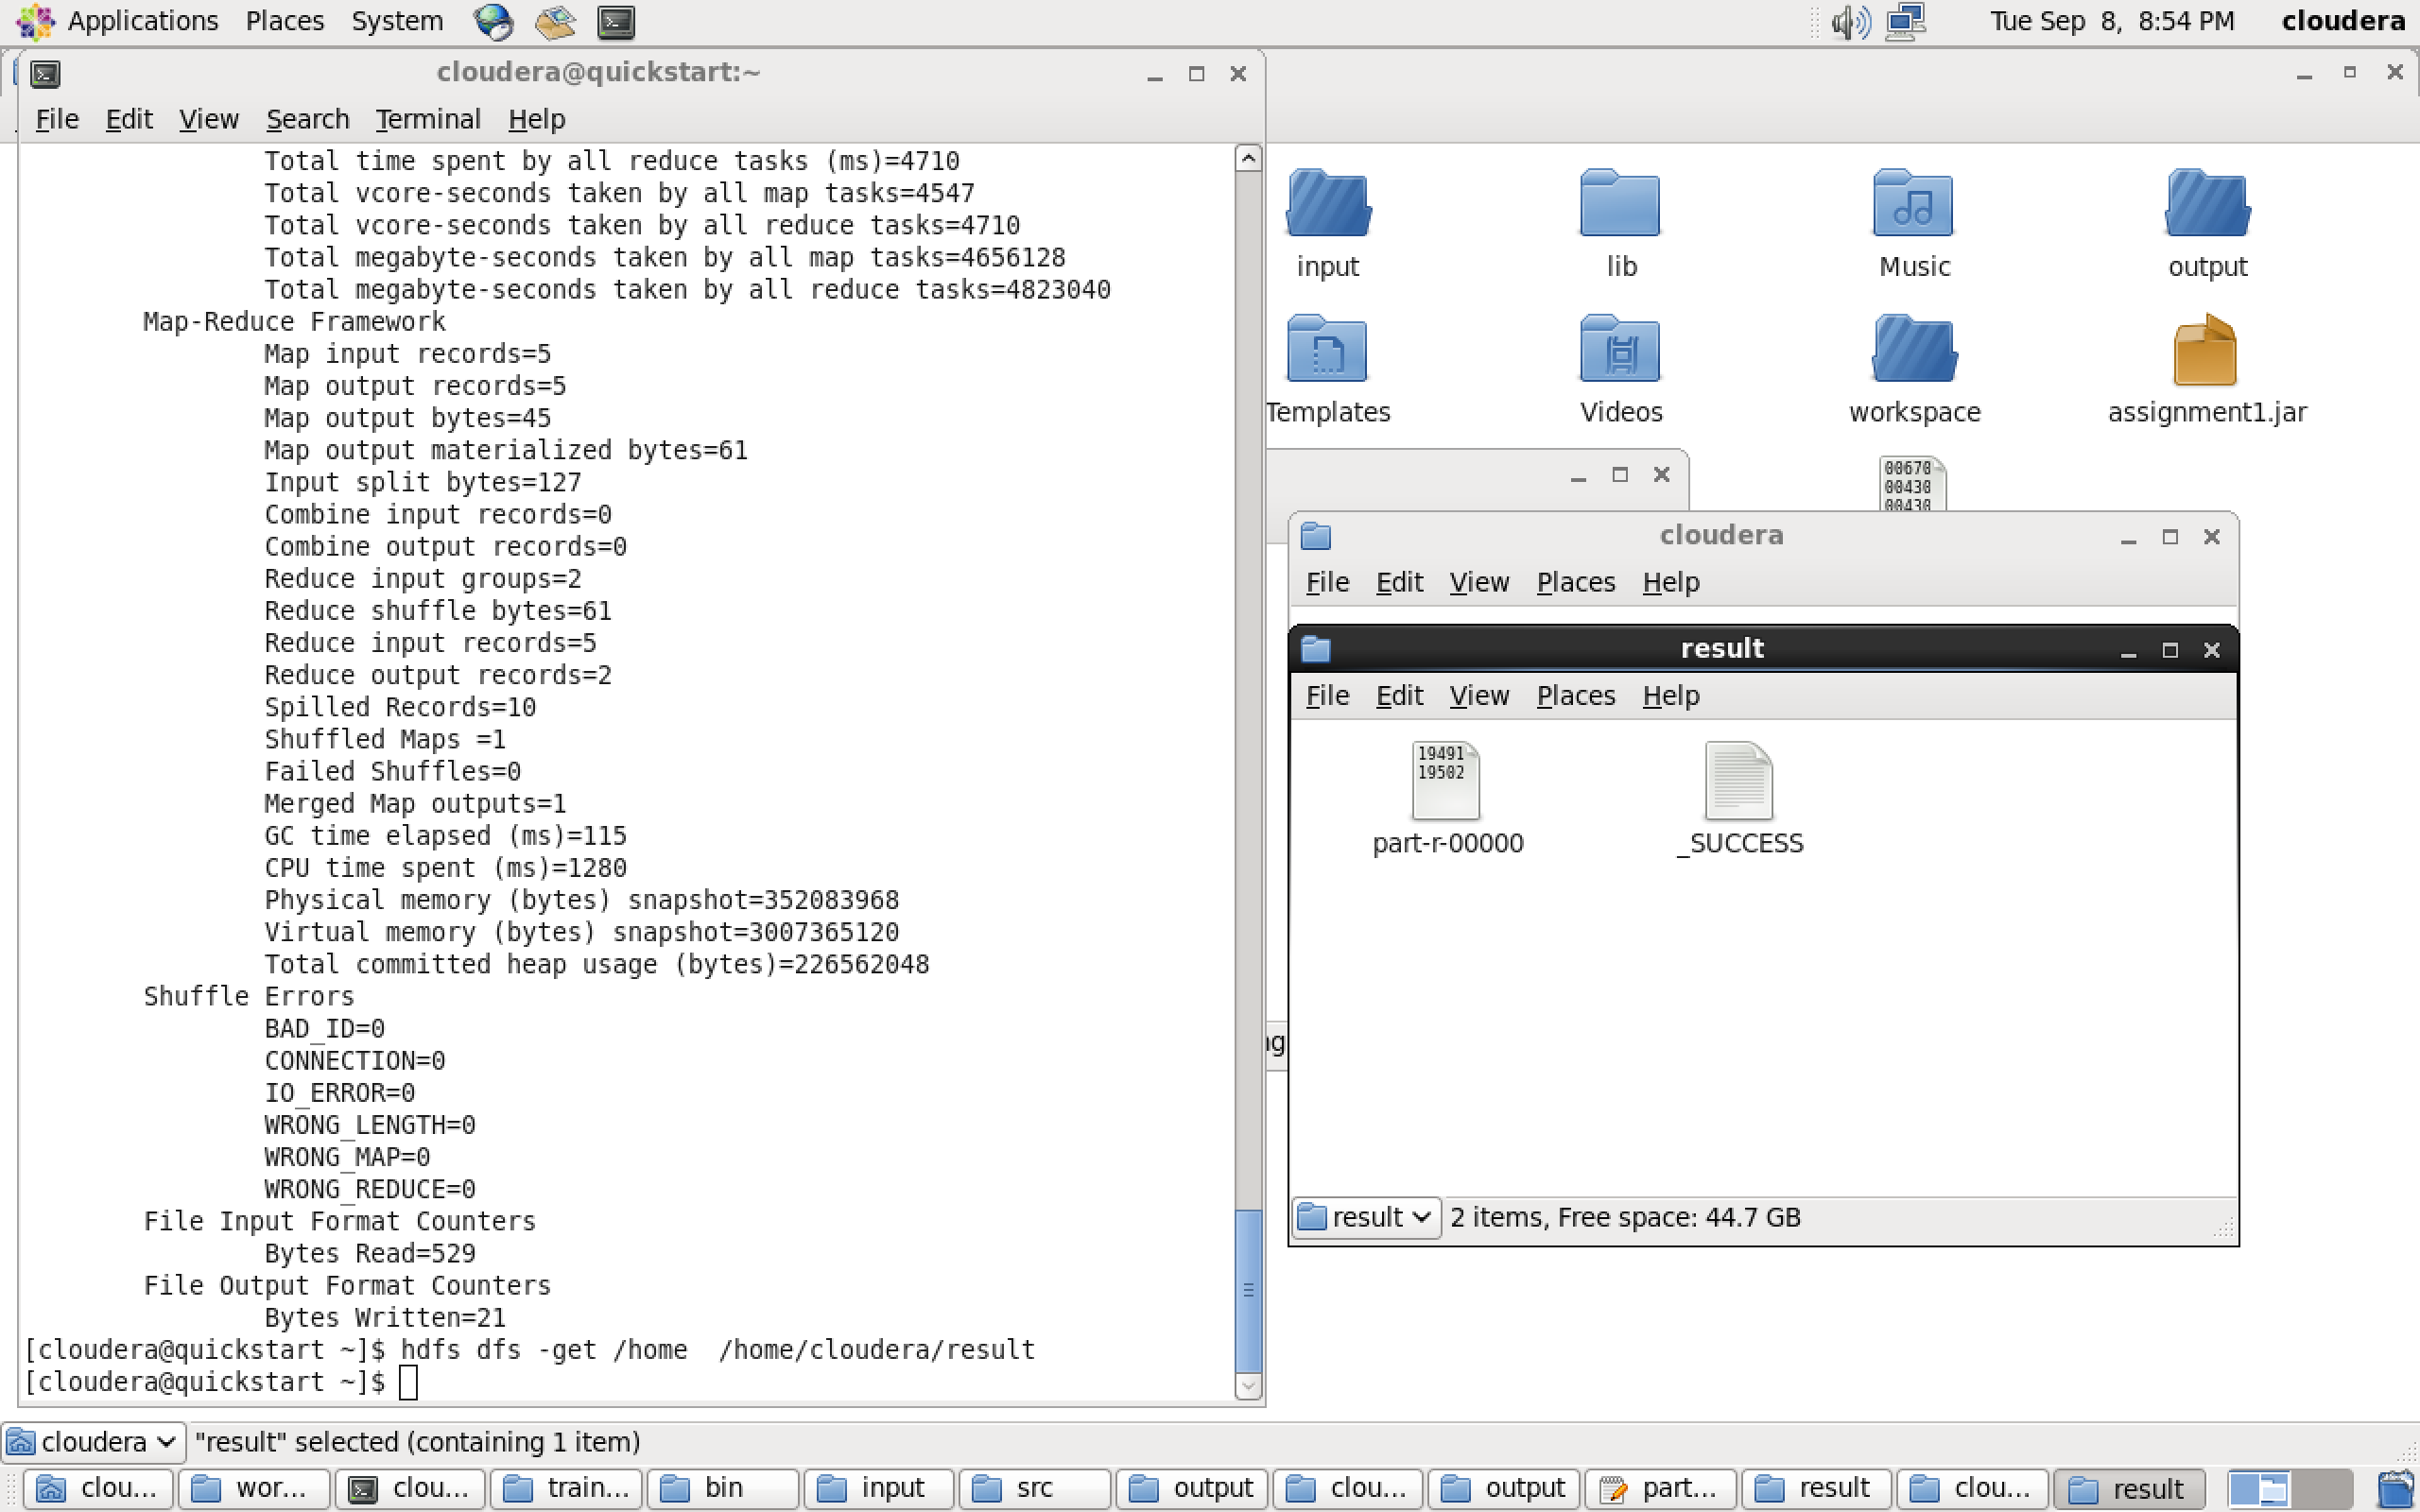 Applications Places System Tue Sep 8, 8:54 PM cloudera
cloudera@quickstart:~
File Edit View Search Terminal Help
Total time spent by all reduce tasks (ms)=4710
Total vcore-seconds taken by all map tasks=4547
Total vcore-seconds taken by all reduce tasks=4710
Total megabyte-seconds taken by all map tasks=4656128
Total megabyte-seconds taken by all reduce tasks=4823040
Map-Reduce Framework
Map input records=5
Map output records=5
Map output bytes=45
Map output materialized bytes=61
Input split bytes=127
Combine input records=0
Combine output records=0
Reduce input groups=2
Reduce shuffle bytes=61
Reduce input records=5
Reduce output records=2
Spilled Records=10
Shuffled Maps =1
Failed Shuffles=0
Merged Map outputs=1
GC time elapsed (ms)=115
CPU time spent (ms)=1280
Physical memory (bytes) snapshot=352083968
Virtual memory (bytes) snapshot=3007365120
Total committed heap usage (bytes)=226562048
Shuffle Errors
BAD_ID=0
CONNECTION=0
IO_ERROR=0
WRONG_LENGTH=0
WRONG_MAP=0
WRONG_REDUCE=0
File Input Format Counters
Bytes Read=529
File Output Format Counters
Bytes Written=21
[cloudera@quickstart ~]$ hdfs dfs -get /home  /home/cloudera/result
[cloudera@quickstart ~]$
input lib Music output
Templates Videos workspace assignment1.jar
00670
00430
00430
cloudera
File Edit View Places Help
result
File Edit View Places Help
19491
19502
part-r-00000 _SUCCESS
result 2 items, Free space: 44.7 GB
cloudera "result" selected (containing 1 item)
clou... wor... clou... train... bin input src output clou... output part... result clou... result